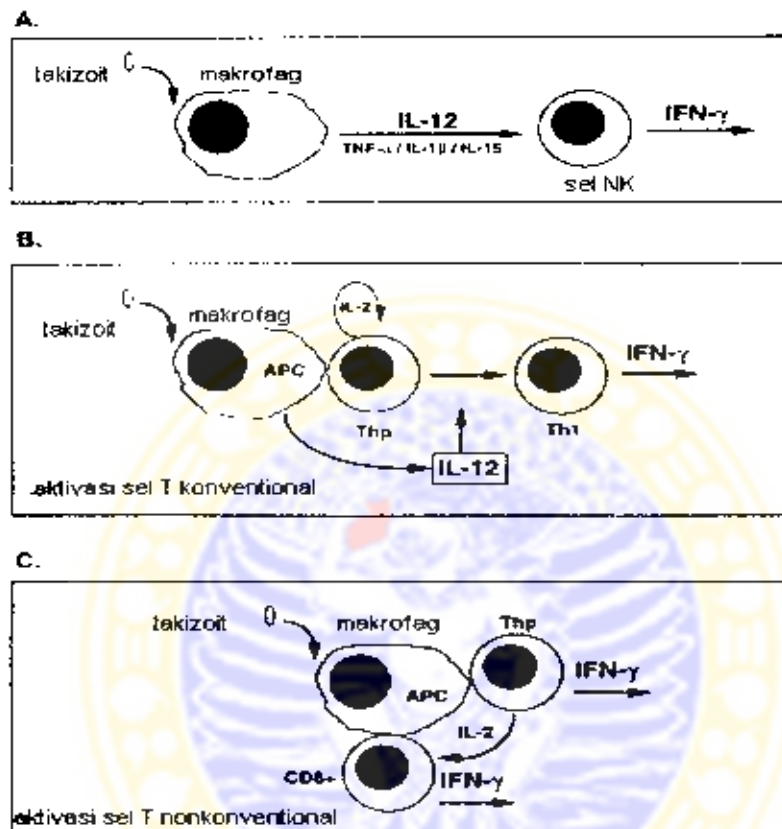 A.
takizoit
makrofag
IL-12
TNF-α / IL-1β / IL-15
sel NK
IFN-γ
B.
takizoit
makrofag
APC
IL-2
Thp
IL-12
Th1
IFN-γ
aktivasi sel T konventional
C.
takizoit
makrofag
Thp
APC
IFN-γ
IL-2
CD8+
IFN-γ
aktivasi sel T nonkonventional